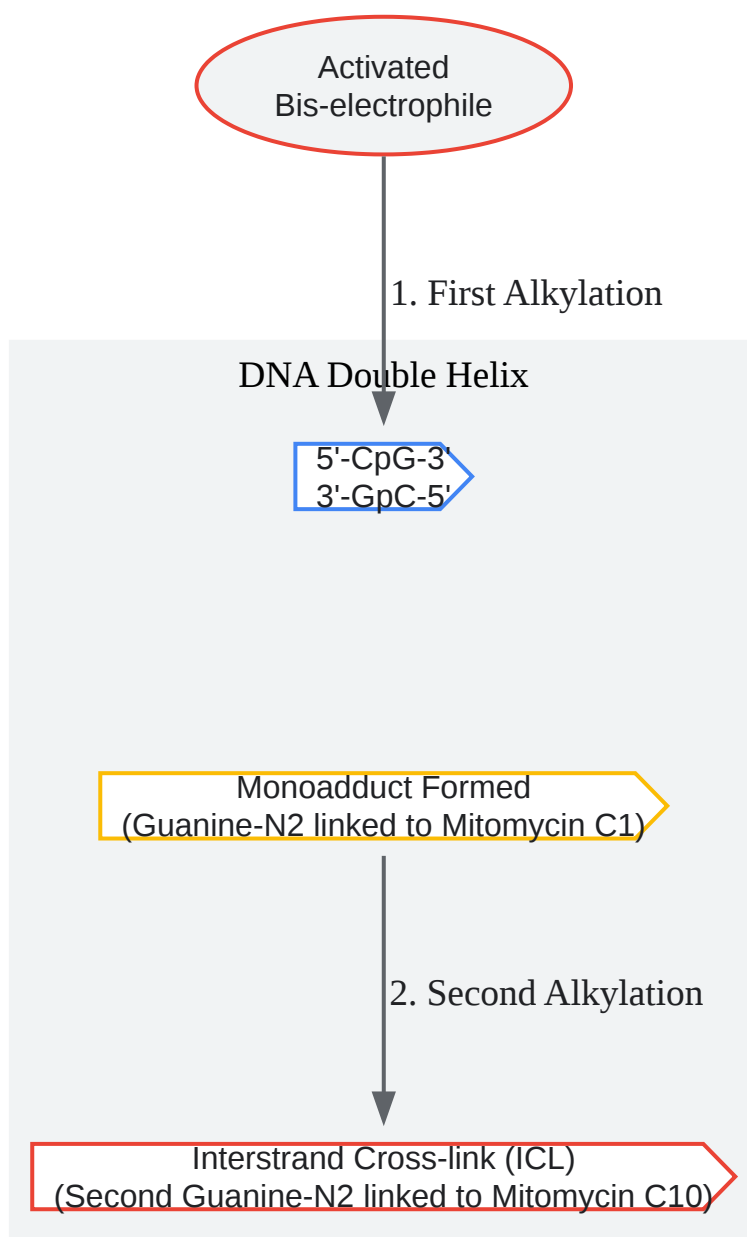 Activated
Bis-electrophile
1. First Alkylation
DNA Double Helix
5'-CpG-3'
3'-GpC-5'
Monoadduct Formed
(Guanine-N2 linked to Mitomycin C1)
2. Second Alkylation
Interstrand Cross-link (ICL)
(Second Guanine-N2 linked to Mitomycin C10)